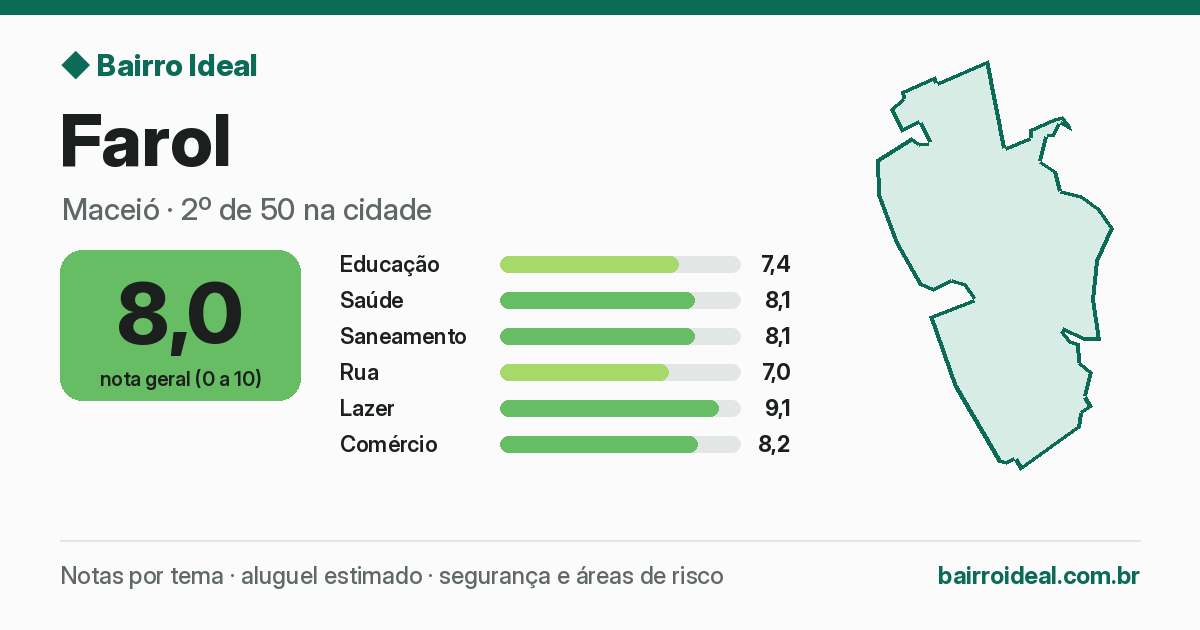 Bairro Ideal
Farol
Maceió · 2º de 50 na cidade
8,0
nota geral (0 a 10)
Educação 7,4
Saúde 8,1
Saneamento 8,1
Rua 7,0
Lazer 9,1
Comércio 8,2
Notas por tema · aluguel estimado · segurança e áreas de risco
bairroideal.com.br